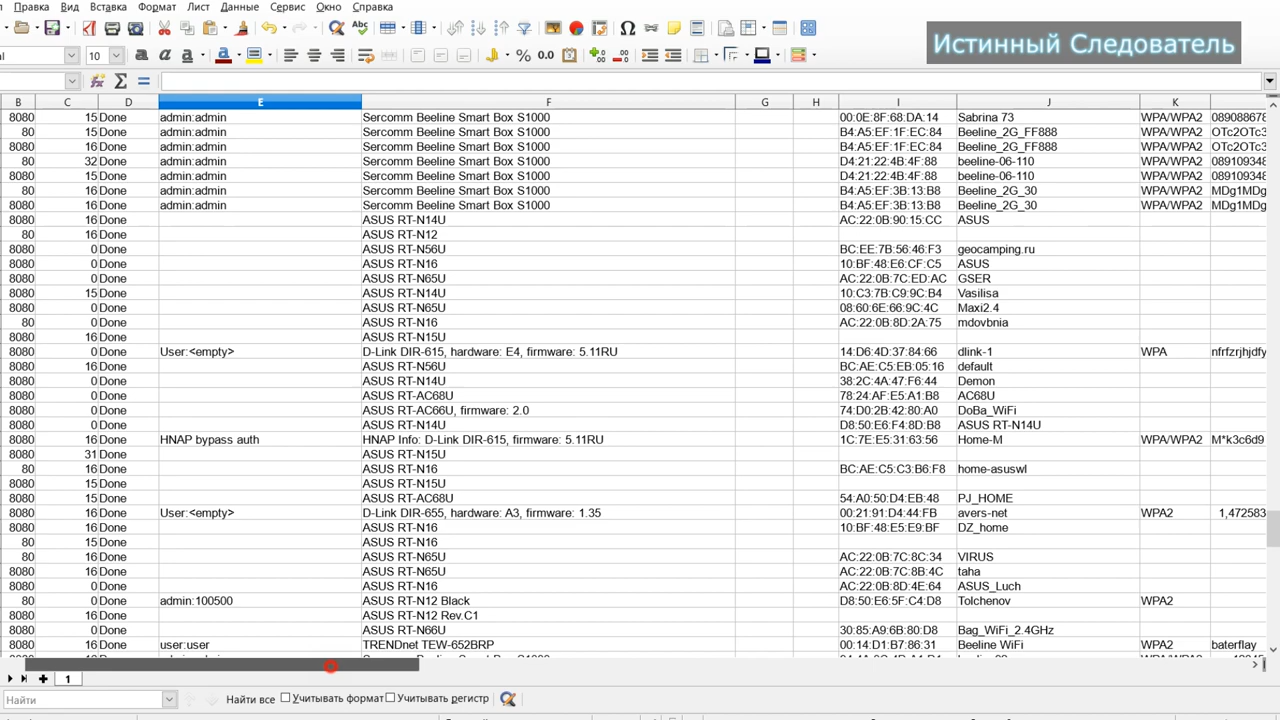 Правка Вид Вставка Формат Лист Данные Сервис Окно Справка
Истинный Следователь
10
B C D E F G H I J K
8080 15 Done admin:admin Sercomm Beeline Smart Box S1000 00:0E:8F:68:DA:14 Sabrina 73 WPA/WPA2 089088678
80 15 Done admin:admin Sercomm Beeline Smart Box S1000 B4:A5:EF:1F:EC:84 Beeline_2G_FF888 WPA/WPA2 OTc2OTc3
8080 16 Done admin:admin Sercomm Beeline Smart Box S1000 B4:A5:EF:1F:EC:84 Beeline_2G_FF888 WPA/WPA2 OTc2OTc3
80 32 Done admin:admin Sercomm Beeline Smart Box S1000 D4:21:22:4B:4F:88 beeline-06-110 WPA/WPA2 089109348
8080 15 Done admin:admin Sercomm Beeline Smart Box S1000 D4:21:22:4B:4F:88 beeline-06-110 WPA/WPA2 089109348
80 16 Done admin:admin Sercomm Beeline Smart Box S1000 B4:A5:EF:3B:13:B8 Beeline_2G_30 WPA/WPA2 MDg1MDg
8080 16 Done admin:admin Sercomm Beeline Smart Box S1000 B4:A5:EF:3B:13:B8 Beeline_2G_30 WPA/WPA2 MDg1MDg
8080 16 Done ASUS RT-N14U AC:22:0B:90:15:CC ASUS
80 16 Done ASUS RT-N12
8080 0 Done ASUS RT-N56U BC:EE:7B:56:46:F3 geocamping.ru
8080 0 Done ASUS RT-N16 10:BF:48:E6:CF:C5 ASUS
8080 0 Done ASUS RT-N65U AC:22:0B:7C:ED:AC GSER
8080 15 Done ASUS RT-N14U 10:C3:7B:C9:9C:B4 Vasilisa
8080 0 Done ASUS RT-N65U 08:60:6E:66:9C:4C Maxi2.4
80 0 Done ASUS RT-N16 AC:22:0B:8D:2A:75 mdovbnia
8080 16 Done ASUS RT-N15U
8080 0 Done User:<empty> D-Link DIR-615, hardware: E4, firmware: 5.11RU 14:D6:4D:37:84:66 dlink-1 WPA nfrfzrjhjdfy
8080 16 Done ASUS RT-N56U BC:AE:C5:EB:05:16 default
8080 0 Done ASUS RT-N14U 38:2C:4A:47:F6:44 Demon
8080 0 Done ASUS RT-AC68U 78:24:AF:E5:A1:B8 AC68U
8080 0 Done ASUS RT-AC66U, firmware: 2.0 74:D0:2B:42:80:A0 DoBa_WiFi
8080 0 Done ASUS RT-N14U D8:50:E6:F4:8D:B8 ASUS RT-N14U
8080 16 Done HNAP bypass auth HNAP Info: D-Link DIR-615, firmware: 5.11RU 1C:7E:E5:31:63:56 Home-M WPA/WPA2 M*k3c6d9
8080 31 Done ASUS RT-N15U
80 16 Done ASUS RT-N16 BC:AE:C5:C3:B6:F8 home-asuswl
8080 15 Done ASUS RT-N15U
8080 15 Done ASUS RT-AC68U 54:A0:50:D4:EB:48 PJ_HOME
8080 16 Done User:<empty> D-Link DIR-655, hardware: A3, firmware: 1.35 00:21:91:D4:44:FB avers-net WPA2 1,472583
8080 16 Done ASUS RT-N16 10:BF:48:E5:E9:BF DZ_home
80 15 Done ASUS RT-N16
8080 16 Done ASUS RT-N65U AC:22:0B:7C:8C:34 VIRUS
8080 16 Done ASUS RT-N65U AC:22:0B:7C:8B:4C taha
8080 0 Done ASUS RT-N16 AC:22:0B:8D:4E:64 ASUS_Luch
80 0 Done admin:100500 ASUS RT-N12 Black D8:50:E6:5F:C4:D8 Tolchenov WPA2
8080 16 Done ASUS RT-N12 Rev.C1
8080 0 Done ASUS RT-N66U 30:85:A9:6B:80:D8 Bag_WiFi_2.4GHz
8080 16 Done user:user TRENDnet TEW-652BRP 00:14:D1:B7:86:31 Beeline WiFi WPA2 baterflay
1
Найти Найти все Учитывать формат Учитывать регистр